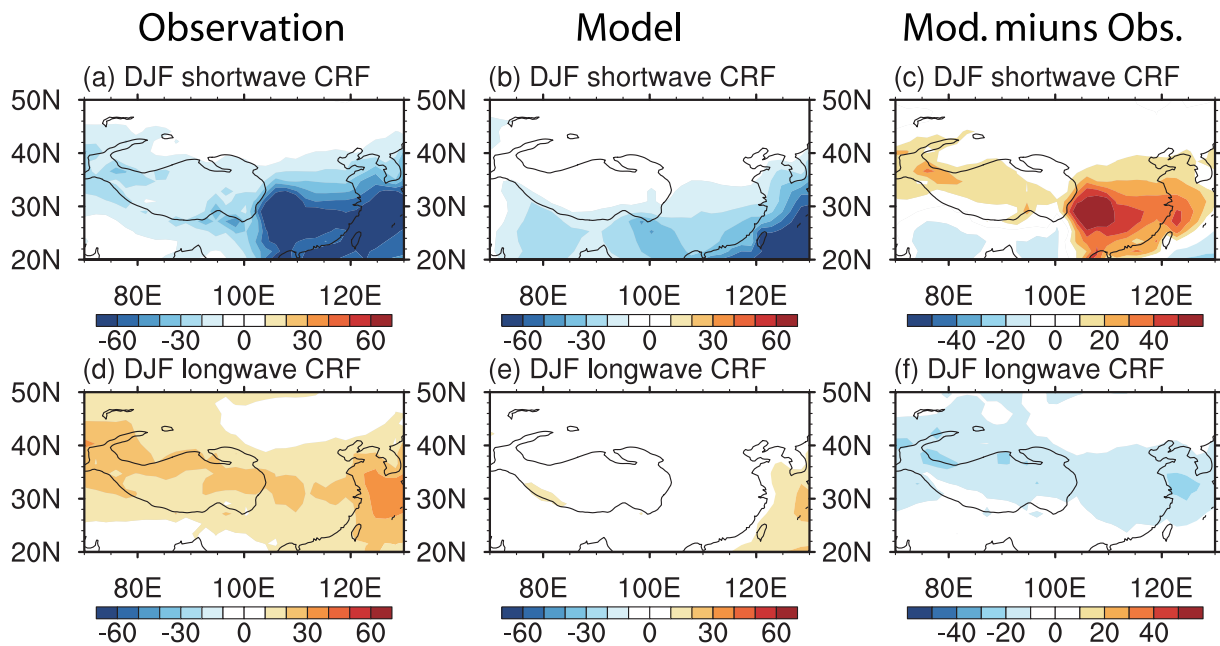 Observation Model Mod. miuns Obs.
(a) DJF shortwave CRF (b) DJF shortwave CRF (c) DJF shortwave CRF
50N 50N 50N
40N 40N 40N
30N 30N 30N
20N 20N 20N
80E 100E 120E 80E 100E 120E 80E 100E 120E
-60 -30 0 30 60 -60 -30 0 30 60 -40 -20 0 20 40
(d) DJF longwave CRF (e) DJF longwave CRF (f) DJF longwave CRF
50N 50N 50N
40N 40N 40N
30N 30N 30N
20N 20N 20N
80E 100E 120E 80E 100E 120E 80E 100E 120E
-60 -30 0 30 60 -60 -30 0 30 60 -40 -20 0 20 40